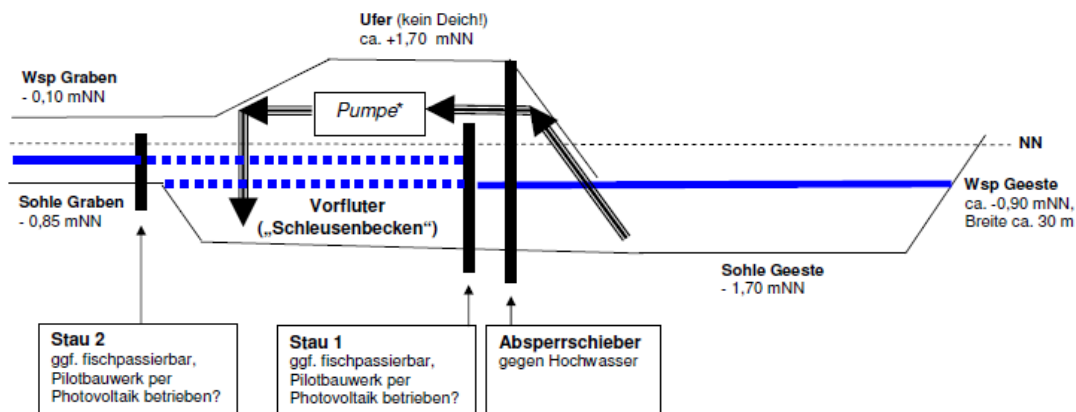 Ufer (kein Deich!)
ca. +1,70 mNN
Wsp Graben
- 0,10 mNN
Pumpe*
NN
Sohle Graben
- 0,85 mNN
Vorfluter
(„Schleusenbecken“)
Wsp Geeste
ca. -0,90 mNN,
Breite ca. 30 m
Sohle Geeste
- 1,70 mNN
Stau 2
ggf. fischpassierbar,
Pilotbauwerk per
Photovoltaik betrieben?
Stau 1
ggf. fischpassierbar,
Pilotbauwerk per
Photovoltaik betrieben?
Absperrschieber
gegen Hochwasser